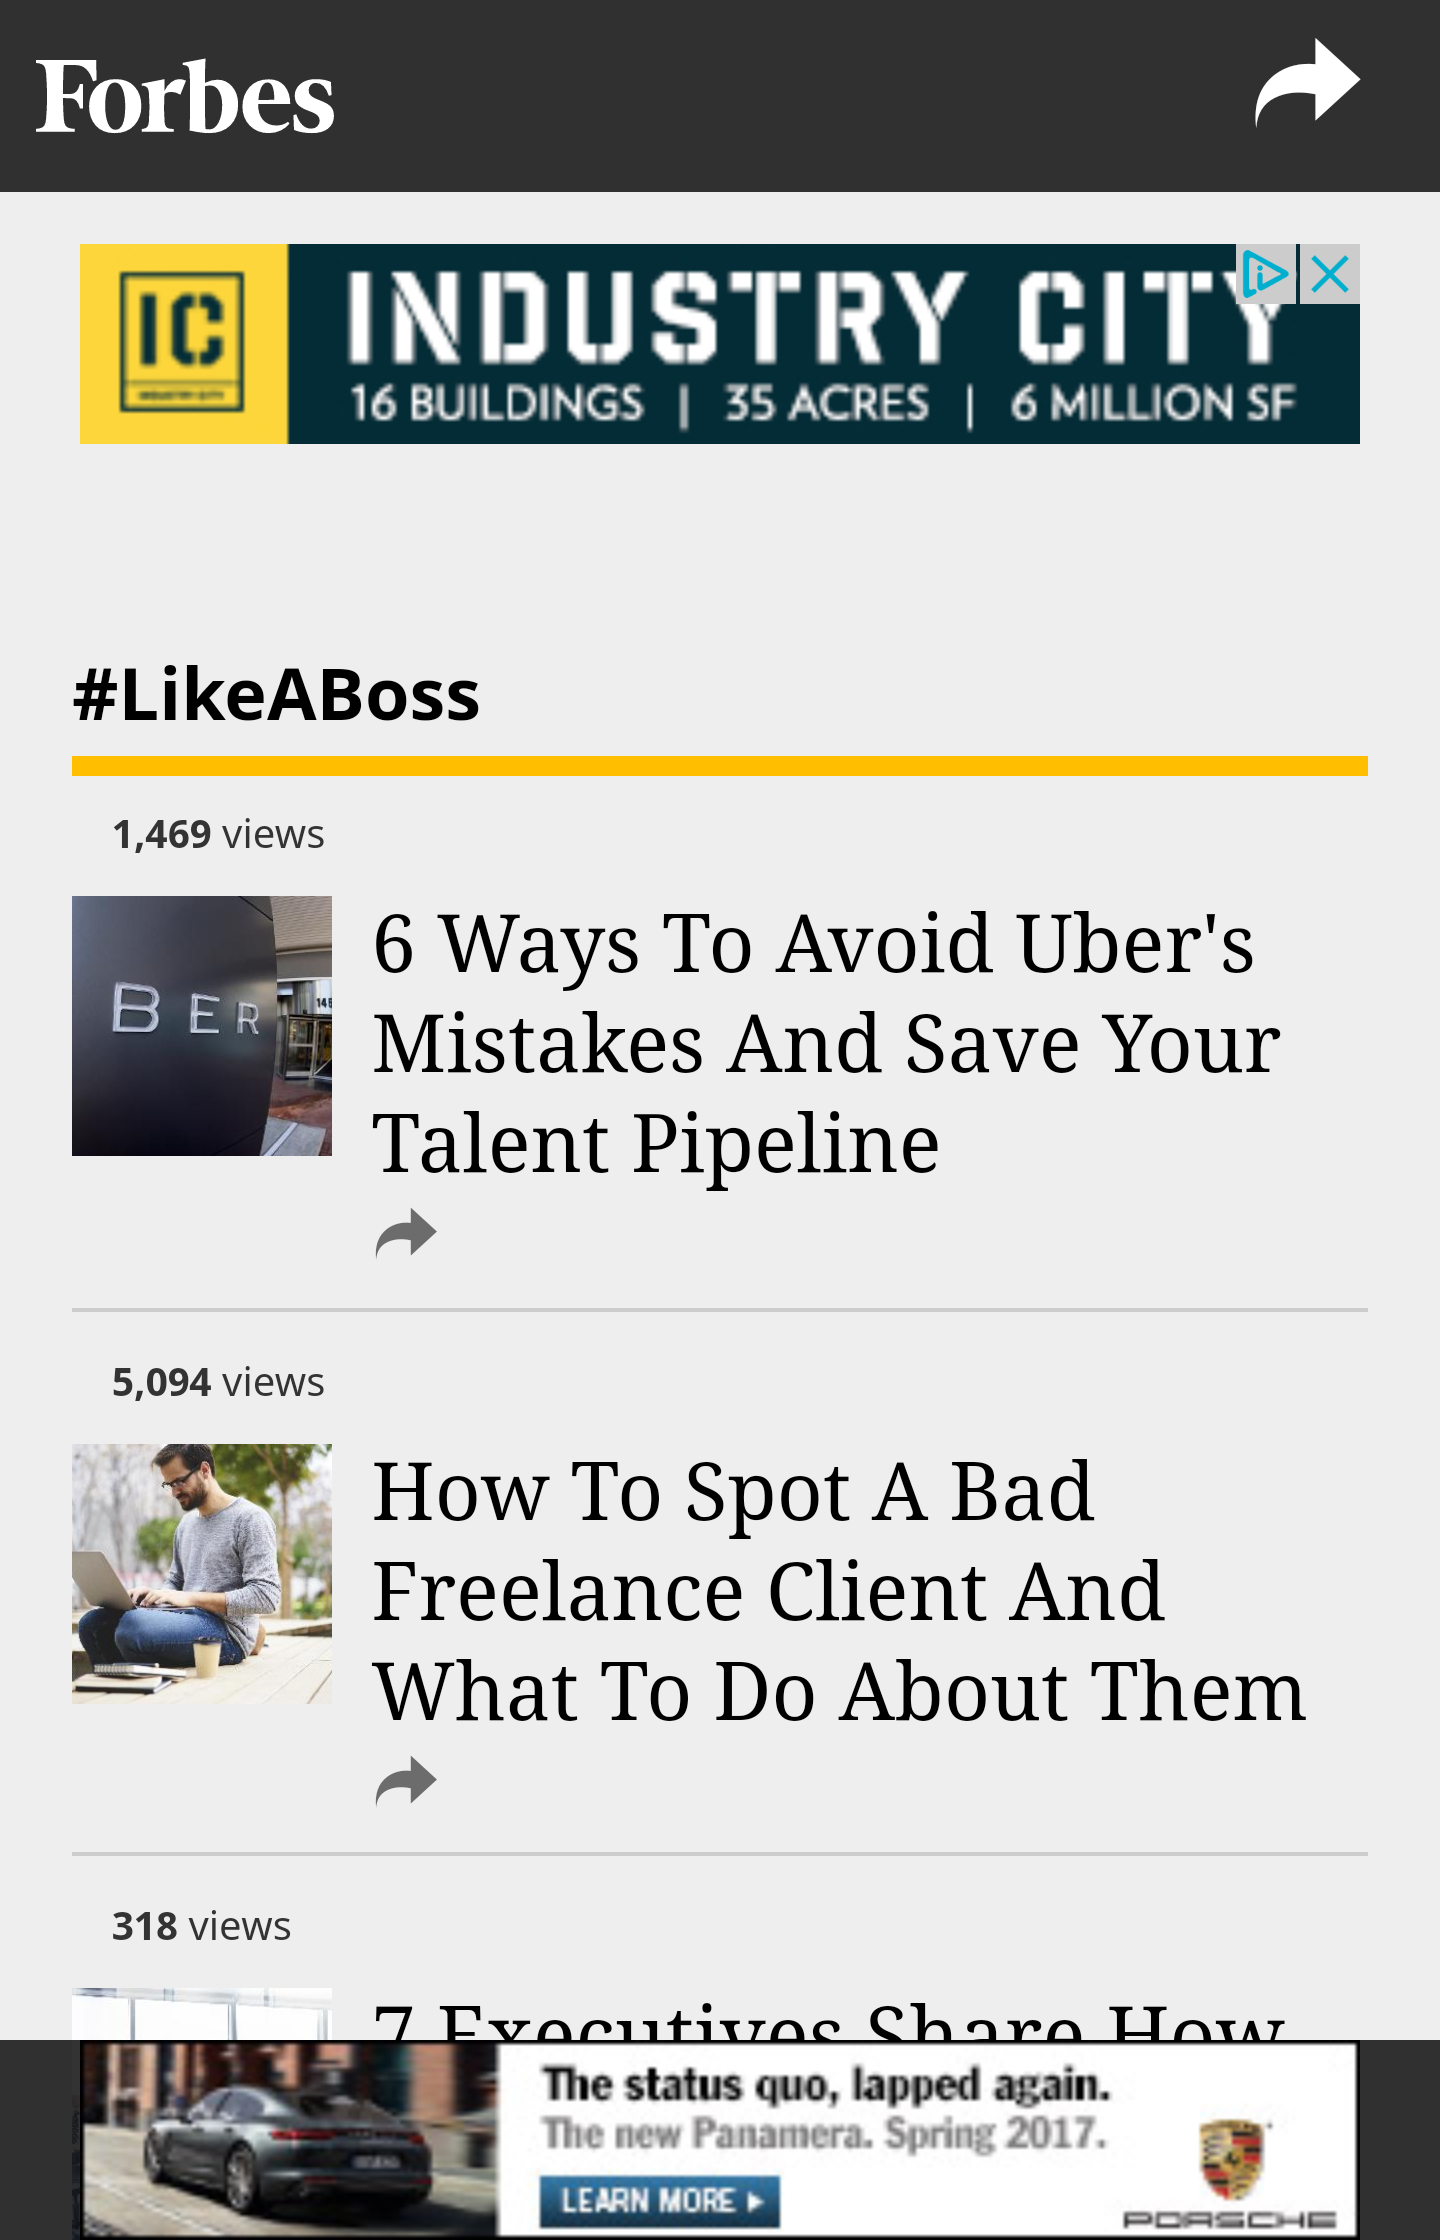 Forbes
IC
INDUSTRY CITY
INDUSTRY CITY
16 BUILDINGS | 35 ACRES | 6 MILLION SF
#LikeABoss
1,469 views
BER
6 Ways To Avoid Uber's
Mistakes And Save Your
Talent Pipeline
5,094 views
How To Spot A Bad
Freelance Client And
What To Do About Them
318 views
7 Executives Share How
The status quo, lapped again.
The new Panamera. Spring 2017.
LEARN MORE
PORSCHE